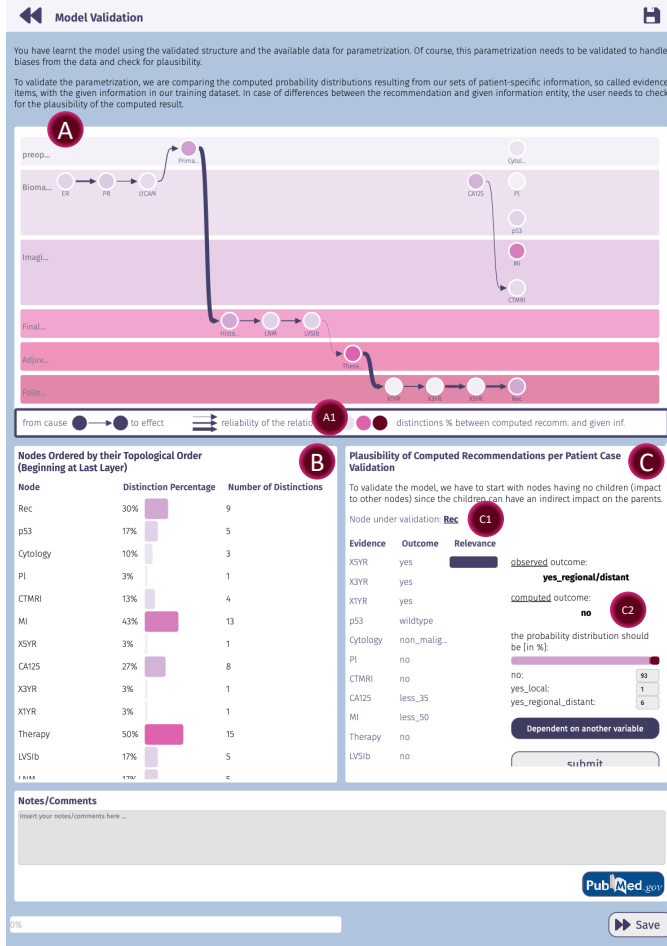 Model Validation
You have learnt the model using the validated structure and the available data for parametrization. Of course, this parametrization needs to be validated to handle
biases from the data and check for plausibility.
To validate the parametrization, we are comparing the computed probability distributions resulting from our sets of patient-specific information, so called evidence
items, with the given information in our training dataset. In case of differences between the recommendation and given information entity, the user needs to check
for the plausibility of the computed result.
A
preop...
Prima...
Cytol...
Bioma...
ER
PR
L1CAM
CA125
Pl
p53
Imagi...
MI
CTMRI
Final...
Histo...
LNM
LVSIb
Adjuv...
Thera...
Follo...
X1YR
X3YR
X5YR
Rec
from cause
to effect
reliability of the relatio
A1
distinctions % between computed recomm. and given inf.
Nodes Ordered by their Topological Order
(Beginning at Last Layer)
B
Node Distinction Percentage Number of Distinctions
Rec 30% 9
p53 17% 5
Cytology 10% 3
Pl 3% 1
CTMRI 13% 4
MI 43% 13
X5YR 3% 1
CA125 27% 8
X3YR 3% 1
X1YR 3% 1
Therapy 50% 15
LVSIb 17% 5
LNM 17% 5
Plausibility of Computed Recommendations per Patient Case
Validation
C
To validate the model, we have to start with nodes having no children (impact
to other nodes) since the children can have an indirect impact on the parents.
Node under validation: Rec
C1
Evidence Outcome Relevance
X5YR yes
X3YR yes
X1YR yes
p53 wildtype
Cytology non_malig...
Pl no
CTMRI no
CA125 less_35
MI less_50
Therapy no
LVSIb no
observed outcome:
yes_regional/distant
computed outcome:
no
C2
the probability distribution should
be [in %]:
no: 93
yes_local: 1
yes_regional_distant: 6
Dependent on another variable
submit
Notes/Comments
Insert your notes/comments here ...
PubMed.gov
0%
Save